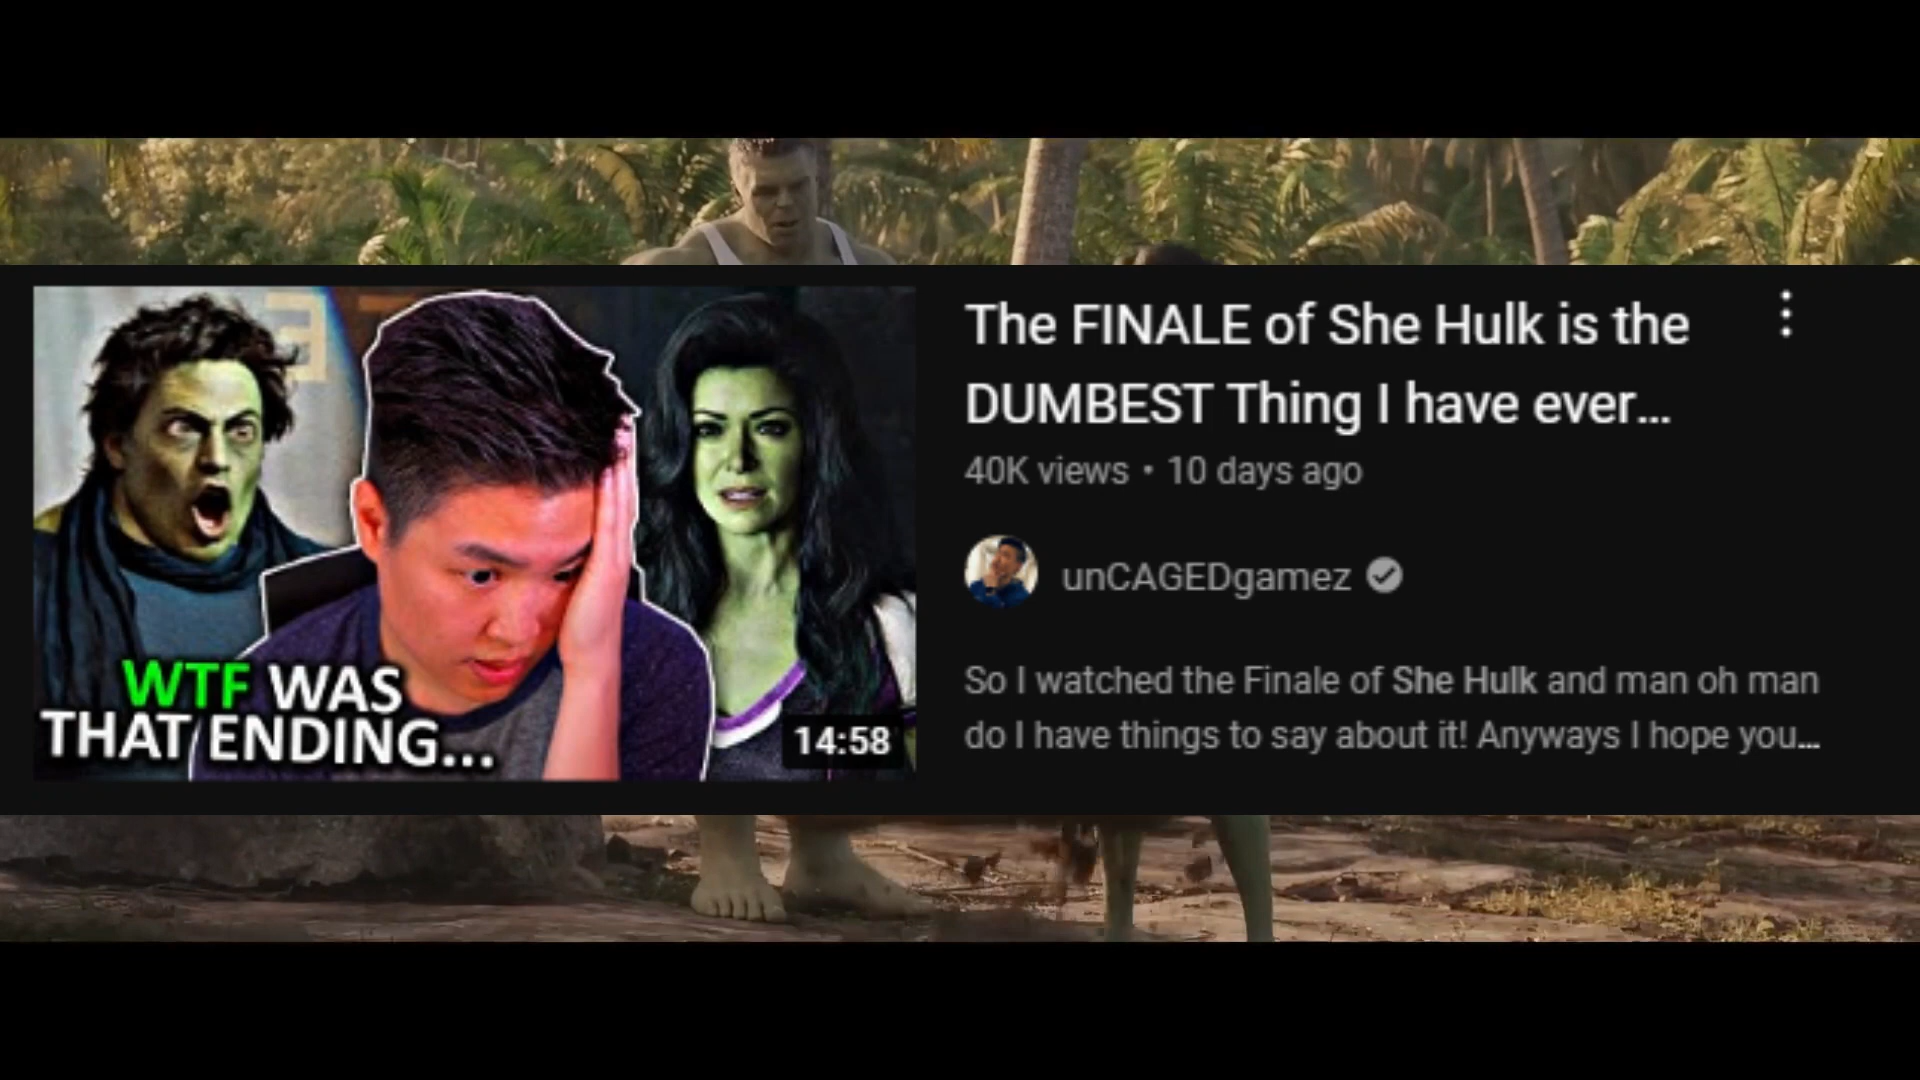 WTF WAS
THAT ENDING...
14:58
The FINALE of She Hulk is the
DUMBEST Thing I have ever...
40K views • 10 days ago
unCAGEDgamez
So I watched the Finale of She Hulk and man oh man
do I have things to say about it! Anyways I hope you...